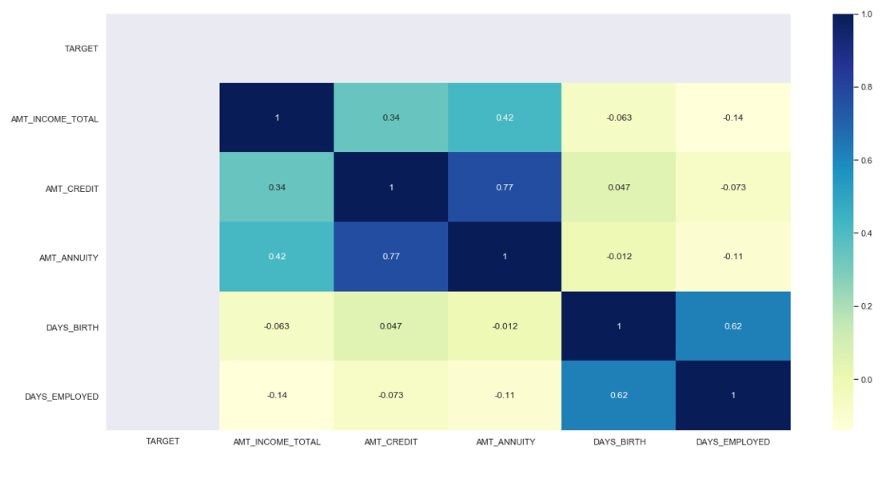 1.0
TARGET
0.8
AMT_INCOME_TOTAL 1 0.34 0.42 -0.063 -0.14
0.6
AMT_CREDIT 0.34 1 0.77 0.047 -0.073
0.4
AMT_ANNUITY 0.42 0.77 1 -0.012 -0.11
0.2
DAYS_BIRTH -0.063 0.047 -0.012 1 0.62
0.0
DAYS_EMPLOYED -0.14 -0.073 -0.11 0.62 1
TARGET AMT_INCOME_TOTAL AMT_CREDIT AMT_ANNUITY DAYS_BIRTH DAYS_EMPLOYED